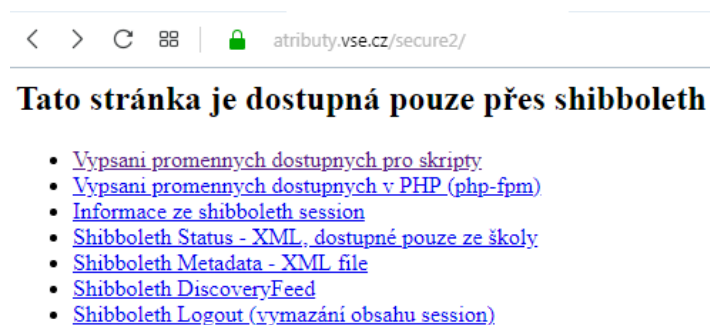 atributy.vse.cz/secure2/
Tato stránka je dostupná pouze přes shibboleth
Vypsani promennych dostupnych pro skripty
Vypsani promennych dostupnych v PHP (php-fpm)
Informace ze shibboleth session
Shibboleth Status - XML, dostupné pouze ze školy
Shibboleth Metadata - XML file
Shibboleth DiscoveryFeed
Shibboleth Logout (vymazání obsahu session)